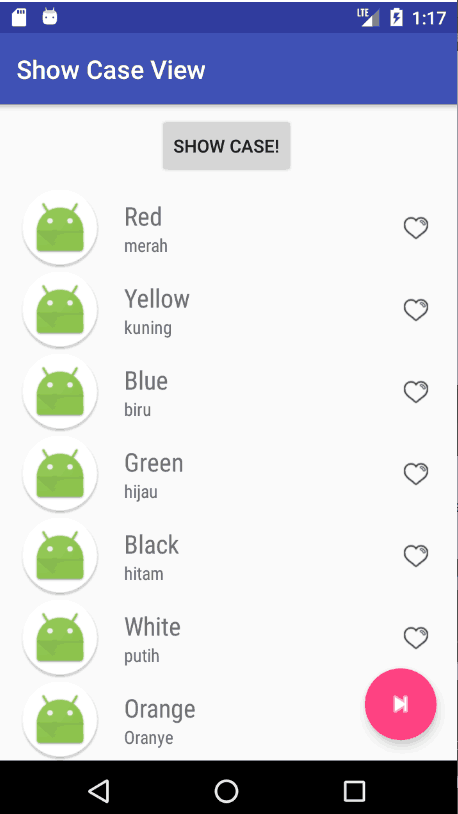 LTE 1:17
Show Case View
SHOW CASE!
Red
merah
Yellow
kuning
Blue
biru
Green
hijau
Black
hitam
White
putih
Orange
Oranye